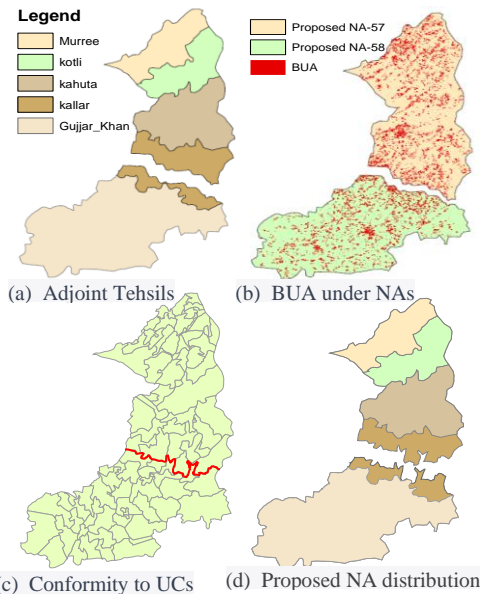 Legend
Murree
kotli
kahuta
kallar
Gujjar_Khan
Proposed NA-57
Proposed NA-58
BUA
(a) Adjoint Tehsils
(b) BUA under NAs
(c) Conformity to UCs
(d) Proposed NA distribution